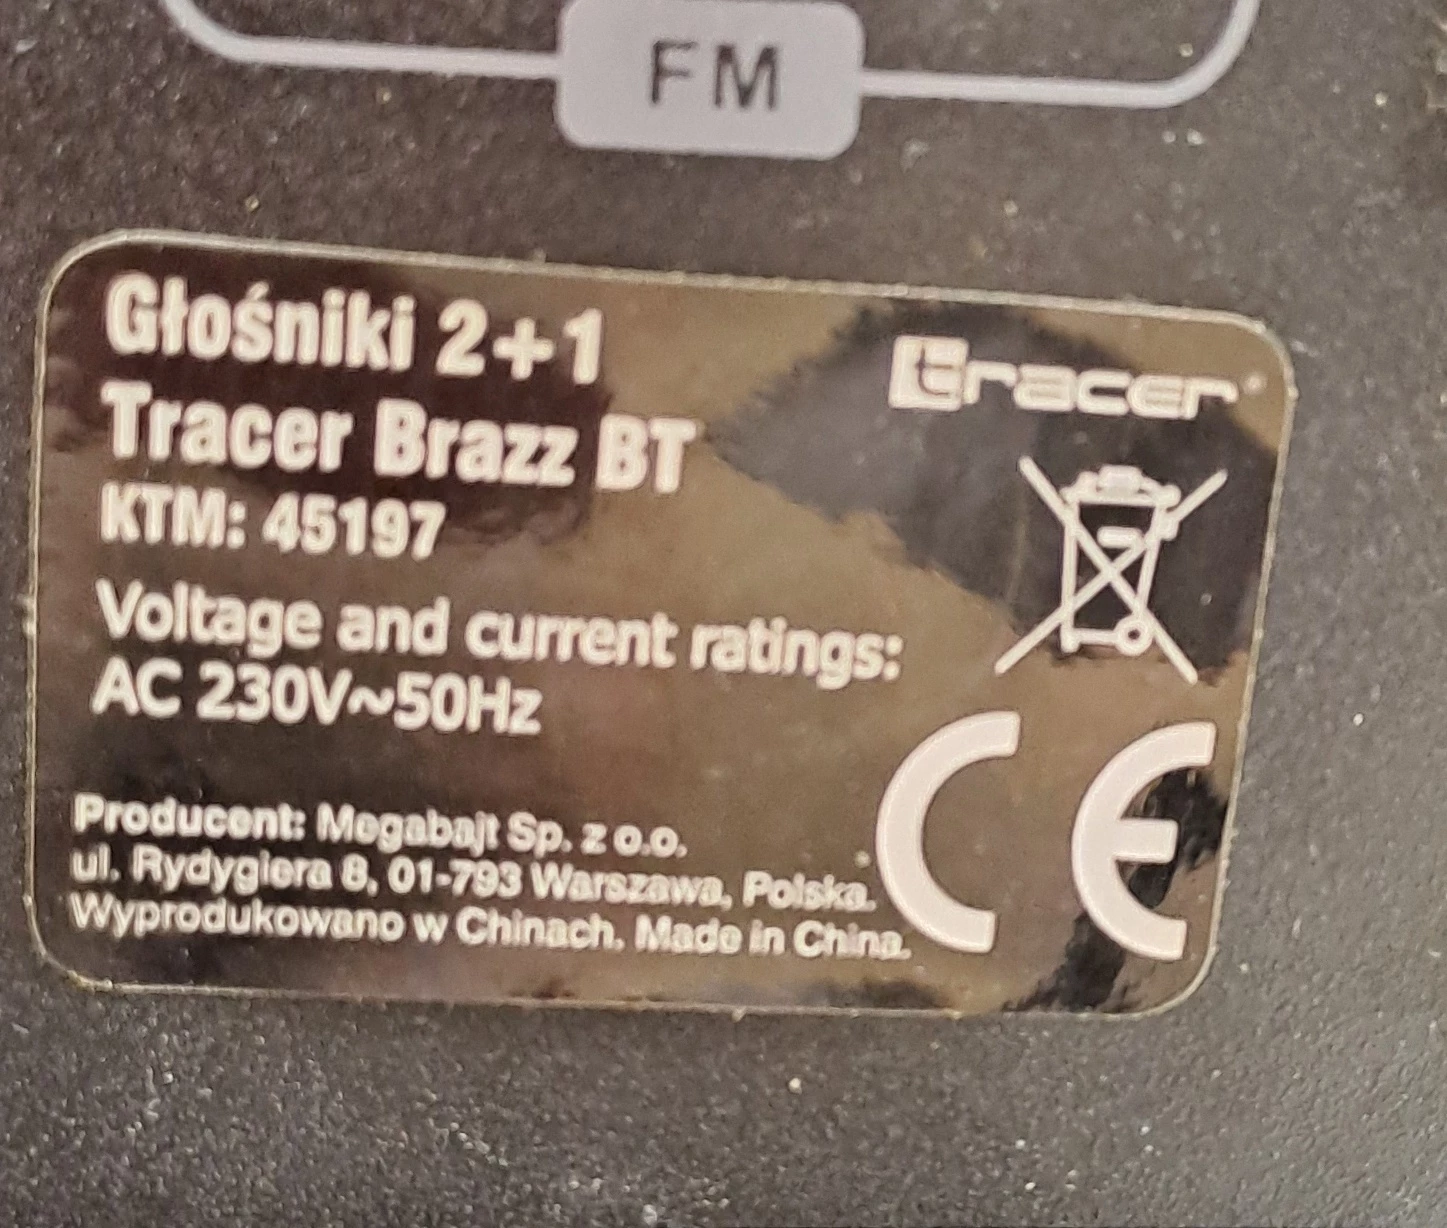 FM
Głośniki 2+1
Tracer Brazz BT
KTM: 45197
tracer
Voltage and current ratings:
AC 230V~50Hz
CE
Producent: Megabajt Sp. z o.o.
ul. Rydygiera 8, 01-793 Warszawa, Polska.
Wyprodukowano w Chinach. Made in China.